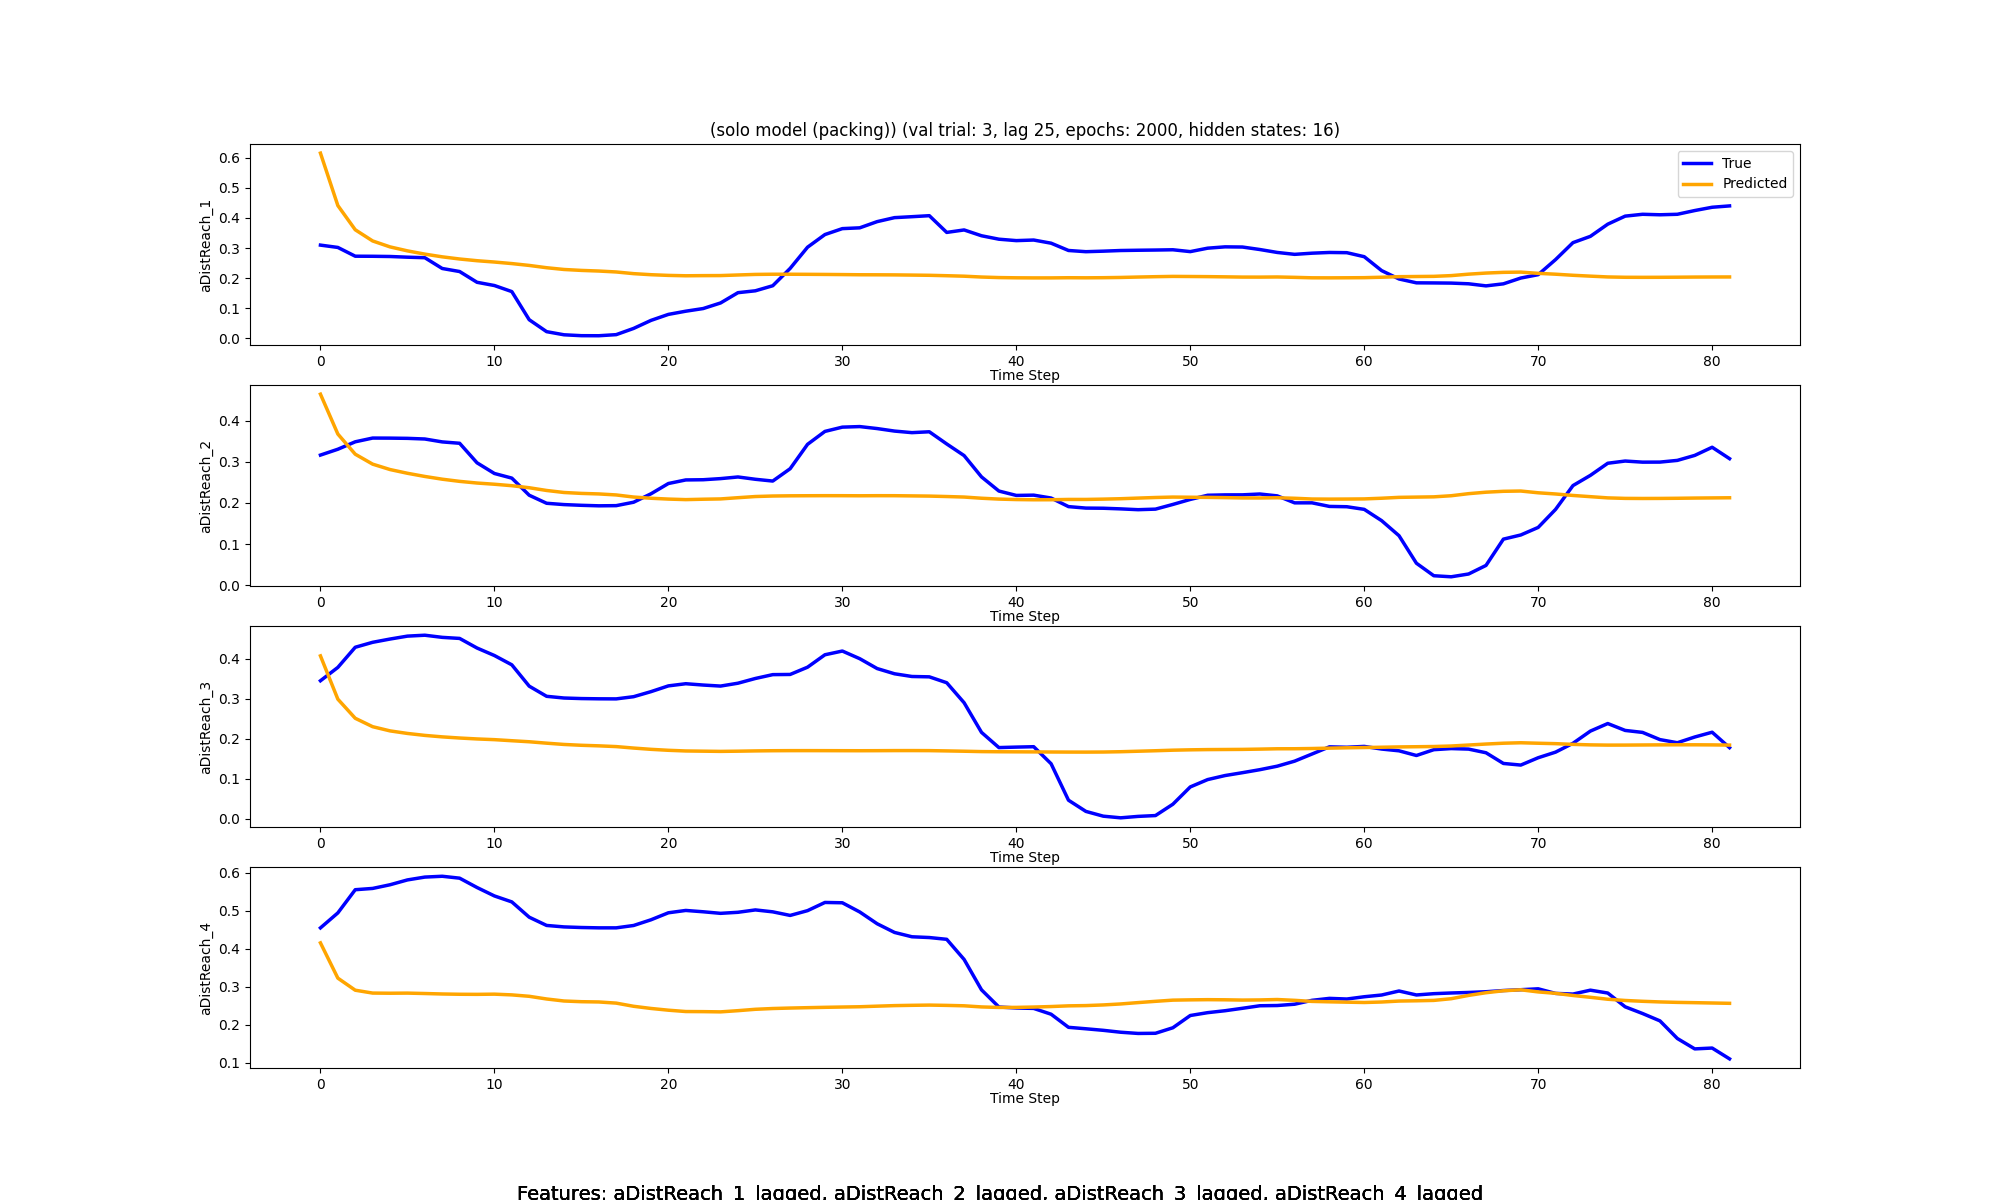 (solo model (packing)) (val trial: 3, lag 25, epochs: 2000, hidden states: 16)
True
Predicted
aDistReach_1
0.6
0.5
0.4
0.3
0.2
0.1
0.0
0 10 20 30 40 50 60 70 80
Time Step
aDistReach_2
0.4
0.3
0.2
0.1
0.0
0 10 20 30 40 50 60 70 80
Time Step
aDistReach_3
0.4
0.3
0.2
0.1
0.0
0 10 20 30 40 50 60 70 80
Time Step
aDistReach_4
0.6
0.5
0.4
0.3
0.2
0.1
0 10 20 30 40 50 60 70 80
Time Step
Features: aDistReach_1_lagged, aDistReach_2_lagged, aDistReach_3_lagged, aDistReach_4_lagged